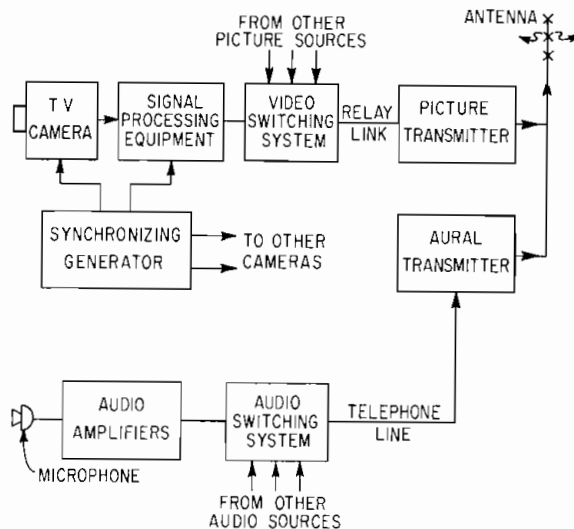 FROM OTHER
PICTURE SOURCES
ANTENNA
TV
CAMERA
SIGNAL
PROCESSING
EQUIPMENT
VIDEO
SWITCHING
SYSTEM
RELAY
LINK
PICTURE
TRANSMITTER
SYNCHRONIZING
GENERATOR
TO OTHER
CAMERAS
AURAL
TRANSMITTER
AUDIO
AMPLIFIERS
AUDIO
SWITCHING
SYSTEM
TELEPHONE
LINE
MICROPHONE
FROM OTHER
AUDIO SOURCES